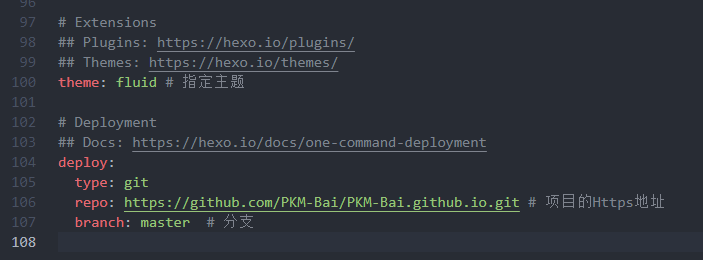 96
97 # Extensions
98 ## Plugins: https://hexo.io/plugins/
99 ## Themes: https://hexo.io/themes/
100 theme: fluid # 指定主题
101
102 # Deployment
103 ## Docs: https://hexo.io/docs/one-command-deployment
104 deploy:
105   type: git
106   repo: https://github.com/PKM-Bai/PKM-Bai.github.io.git # 项目的Https地址
107   branch: master  # 分支
108